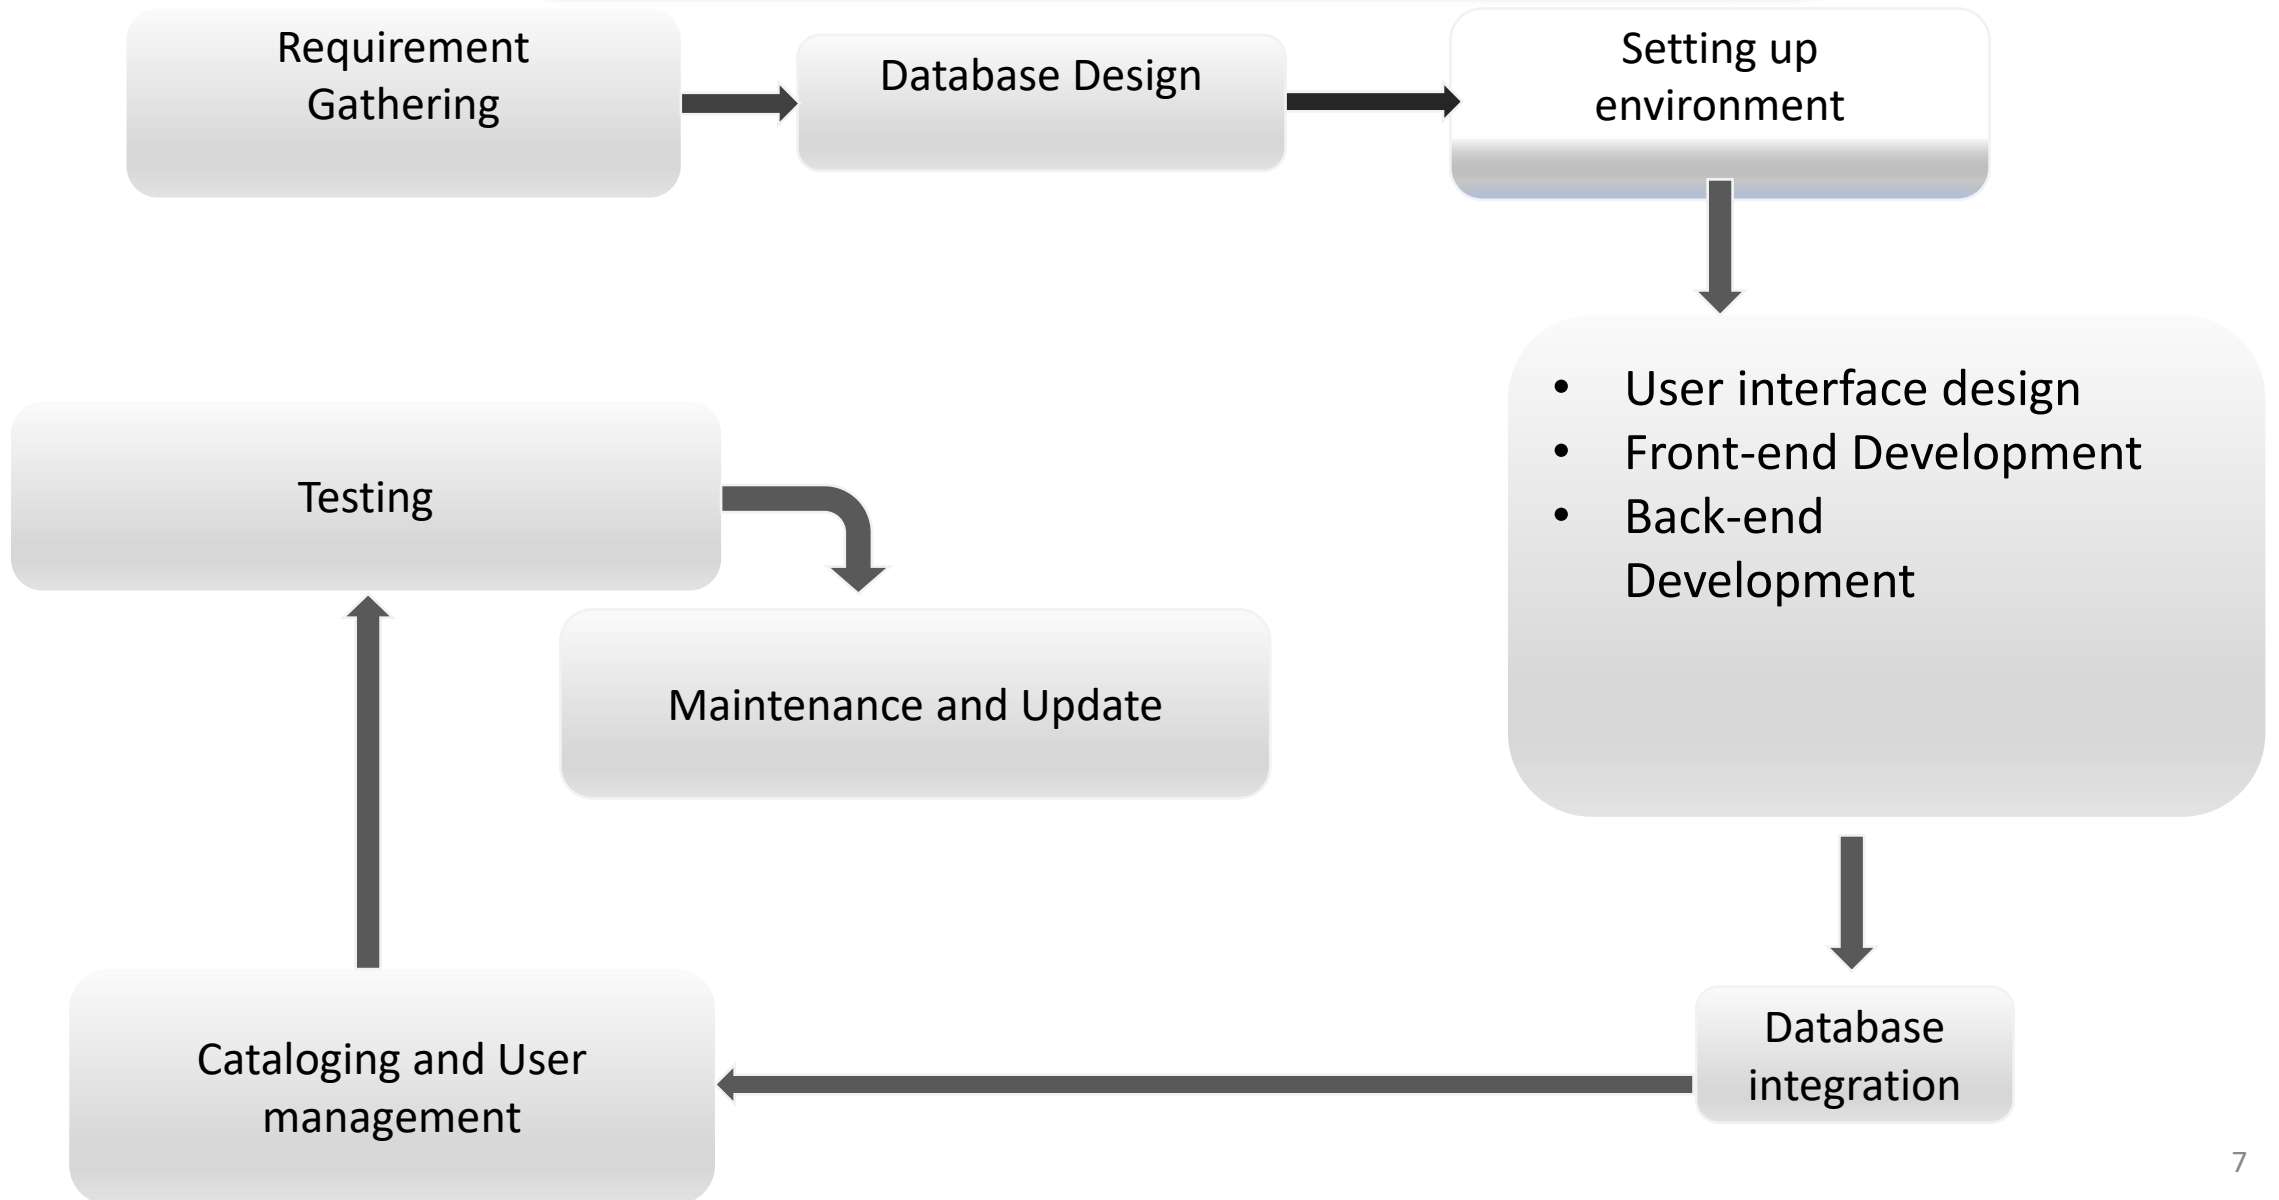 Requirement
Gathering
Database Design
Setting up
environment
• User interface design
• Front-end Development
• Back-end
Development
Testing
Maintenance and Update
Database
integration
Cataloging and User
management
7